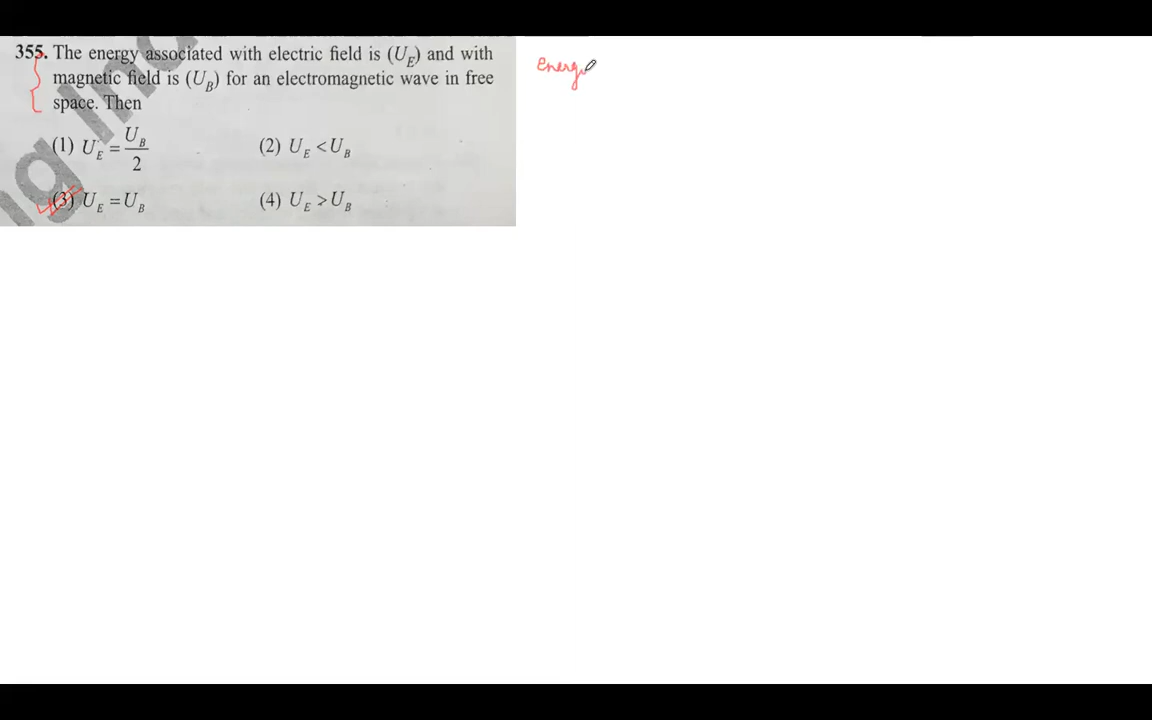 355. The energy associated with electric field is (U_E) and with
magnetic field is (U_B) for an electromagnetic wave in free
space. Then
(1) U_E = U_B/2 (2) U_E < U_B
(3) U_E = U_B (4) U_E > U_B
Energ